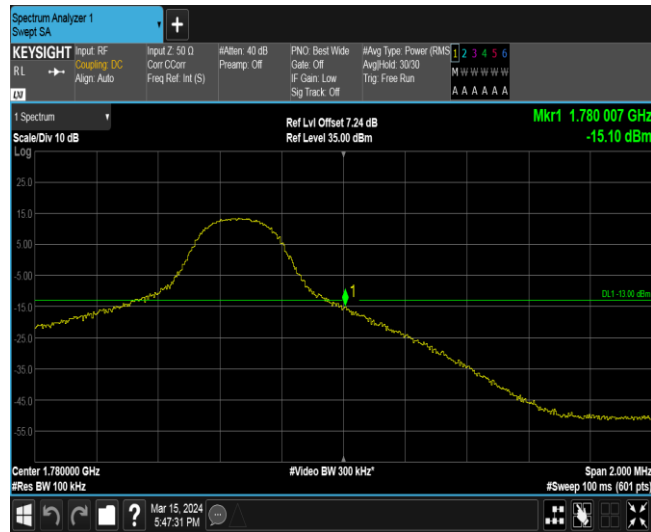 Spectrum Analyzer 1
Swept SA
+
KEYSIGHT
RL
LXI
Input: RF
Coupling: DC
Align: Auto
Input Z: 50 Ω
Corr CCorr
Freq Ref: Int (S)
#Atten: 40 dB
Preamp: Off
PNO: Best Wide
Gate: Off
IF Gain: Low
Sig Track: Off
#Avg Type: Power (RMS
Avg|Hold: 30/30
Trig: Free Run
1 2 3 4 5 6
M W W W W W
A A A A A A
1 Spectrum
Scale/Div 10 dB
Log
Ref Lvl Offset 7.24 dB
Ref Level 35.00 dBm
Mkr1 1.780 007 GHz
-15.10 dBm
25.0
15.0
5.00
-5.00
-15.0
-25.0
-35.0
-45.0
-55.0
1
DL1 -13.00 dBm
Center 1.780000 GHz
#Res BW 100 kHz
#Video BW 300 kHz*
Span 2.000 MHz
#Sweep 100 ms (601 pts)
?
Mar 15, 2024
5:47:31 PM